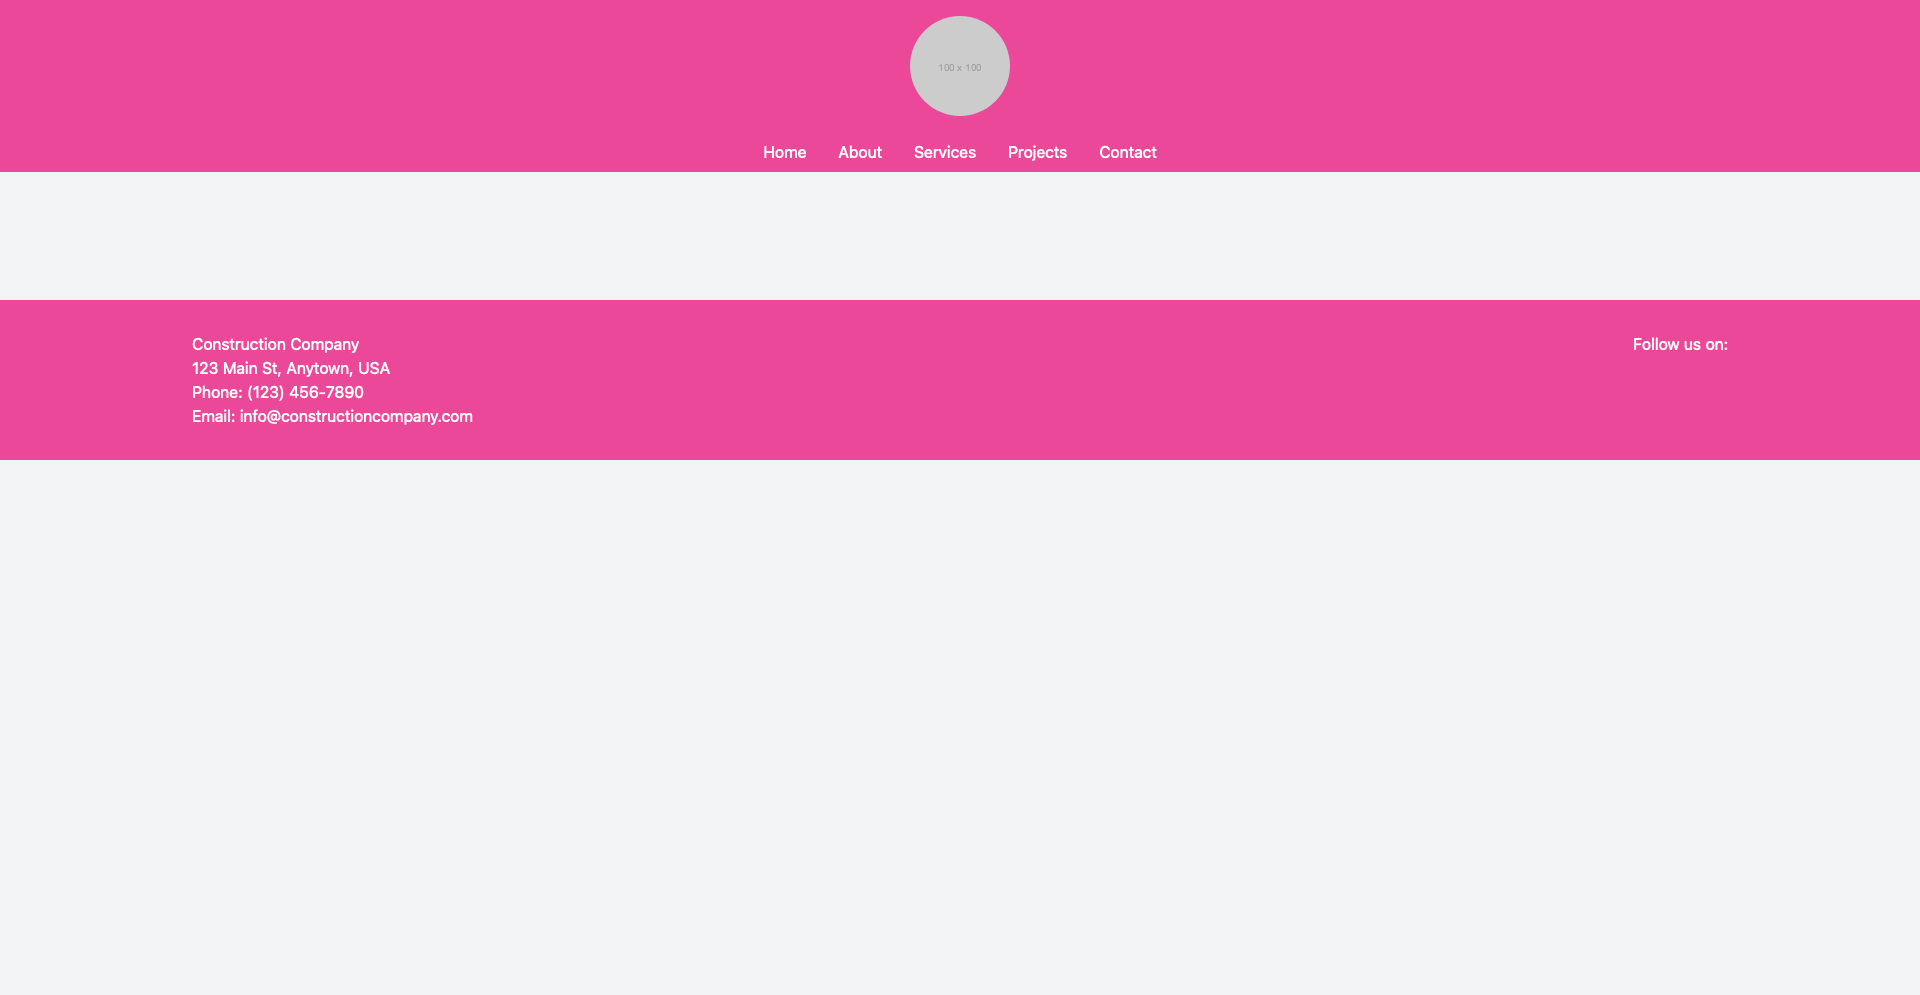 100 x 100
Home About Services Projects Contact
Construction Company
123 Main St, Anytown, USA
Phone: (123) 456-7890
Email: info@constructioncompany.com
Follow us on: